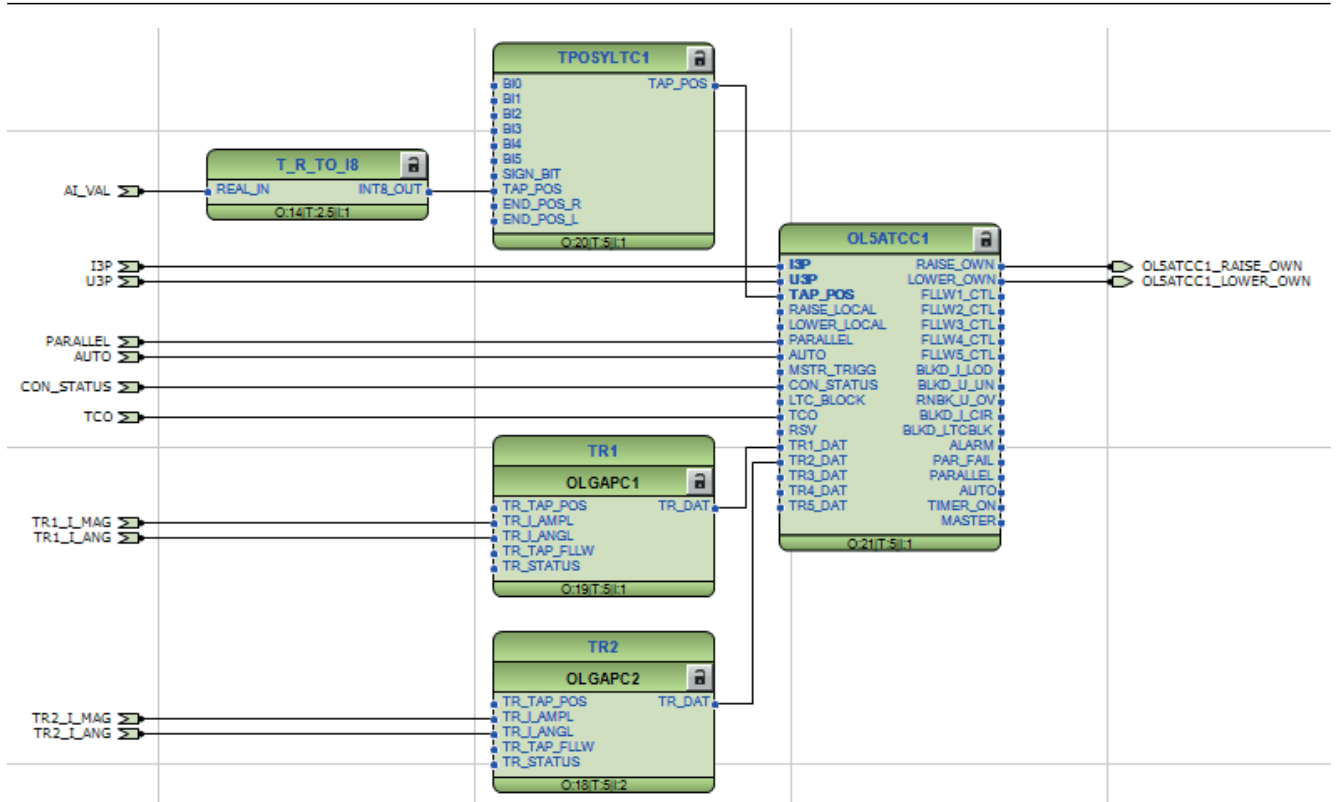 TPOSYLTC1
BI0 TAP_POS
BI1
BI2
BI3
BI4
BI5
SIGN_BIT
TAP_POS
END_POS_R
END_POS_L
O:20|T:5|I:1
T_R_TO_I8
AI_VAL REAL_IN INT8_OUT
O:14|T:2.5|I:1
OL5ATCC1
I3P I3P RAISE_OWN OL5ATCC1_RAISE_OWN
U3P U3P LOWER_OWN OL5ATCC1_LOWER_OWN
TAP_POS FLLW1_CTL
RAISE_LOCAL FLLW2_CTL
LOWER_LOCAL FLLW3_CTL
PARALLEL PARALLEL FLLW4_CTL
AUTO AUTO FLLW5_CTL
MSTR_TRIGG BLKD_I_LOD
CON_STATUS CON_STATUS BLKD_U_UN
LTC_BLOCK RNBK_U_OV
TCO TCO BLKD_I_CIR
RSV BLKD_LTCBLK
TR1_DAT ALARM
TR2_DAT PAR_FAIL
TR3_DAT PARALLEL
TR4_DAT AUTO
TR5_DAT TIMER_ON
MASTER
O:21|T:5|I:1
TR1
OLGAPC1
TR_TAP_POS TR_DAT
TR1_I_MAG TR_I_AMPL
TR1_I_ANG TR_I_ANGL
TR_TAP_FLLW
TR_STATUS
O:19|T:5|I:1
TR2
OLGAPC2
TR_TAP_POS TR_DAT
TR2_I_MAG TR_I_AMPL
TR2_I_ANG TR_I_ANGL
TR_TAP_FLLW
TR_STATUS
O:18|T:5|I:2